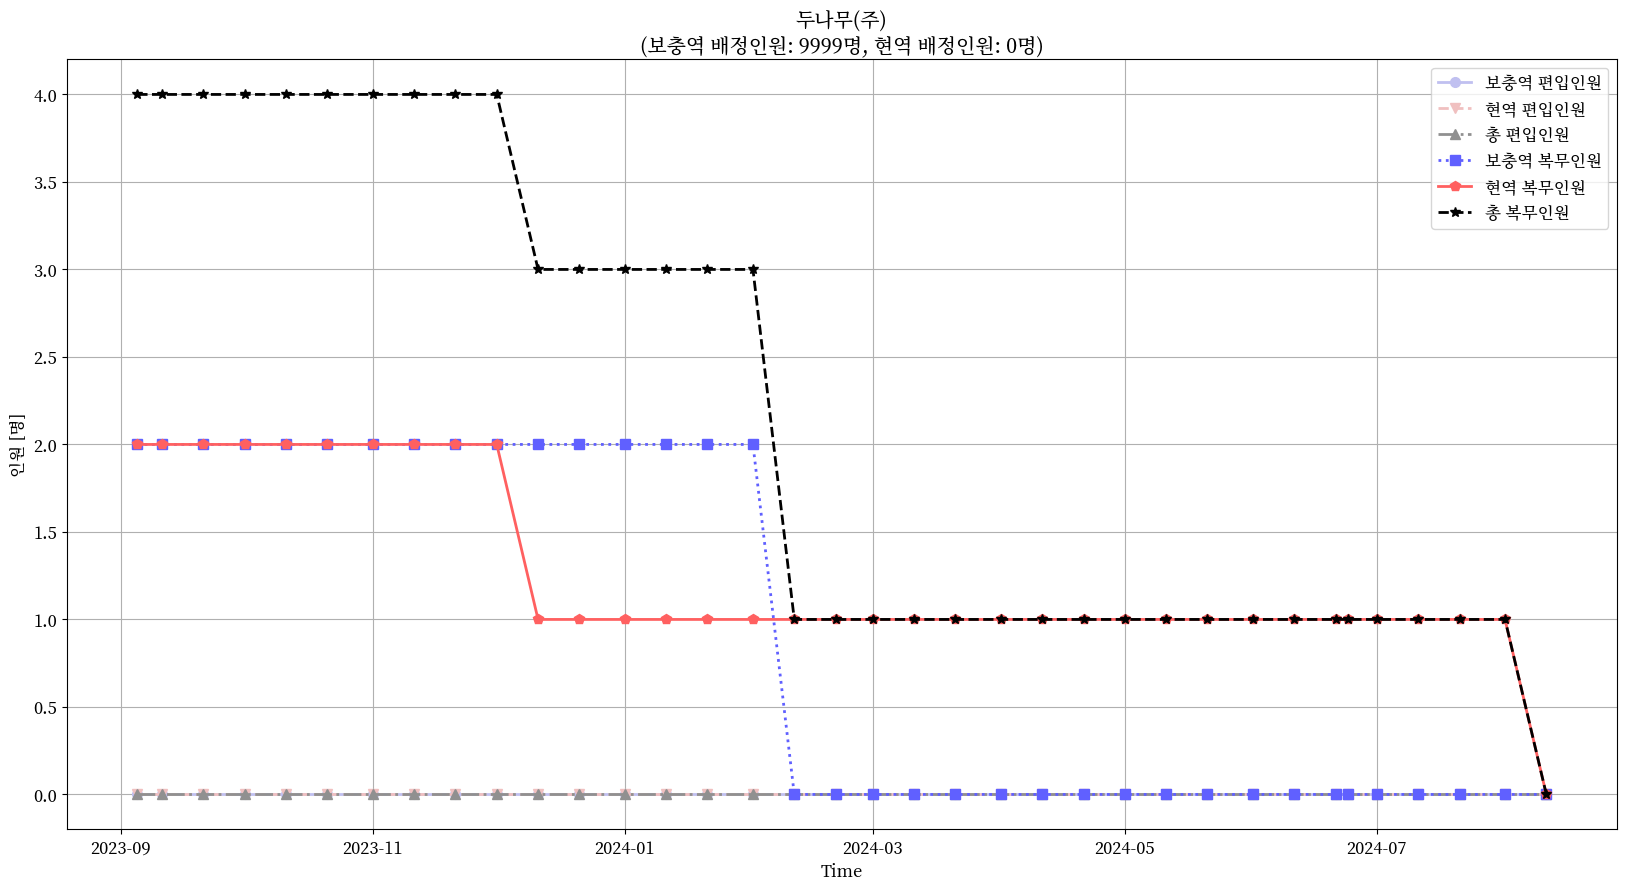 두나무(주)
(보충역 배정인원: 9999명, 현역 배정인원: 0명)
보충역 편입인원
현역 편입인원
총 편입인원
보충역 복무인원
현역 복무인원
총 복무인원
인원 [명]
4.0
3.5
3.0
2.5
2.0
1.5
1.0
0.5
0.0
2023-09
2023-11
2024-01
2024-03
2024-05
2024-07
Time